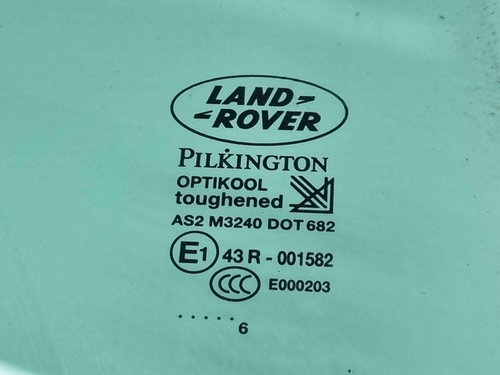 LAND
ROVER
PILKINGTON
OPTIKOOL
toughened
AS2 M3240 DOT 682
E1 43 R - 001582
CCC E000203
..... 6